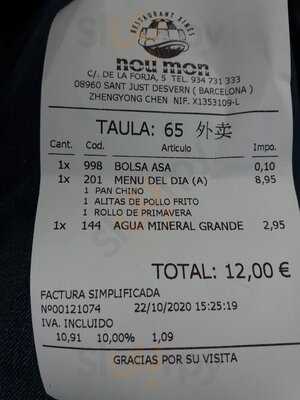 RESTAURANT XINES
nou mon
C/. DE LA FORJA, 5 TEL. 934 731 333
08960 SANT JUST DESVERN ( BARCELONA )
ZHENGYONG CHEN NIF. X1353109-L
TAULA: 65 外卖
Cant. Cod. Articulo Impo.
1x 998 BOLSA ASA 0,10
1x 201 MENU DEL DIA (A) 8,95
1 PAN CHINO
1 ALITAS DE POLLO FRITO
1 ROLLO DE PRIMAVERA
1x 144 AGUA MINERAL GRANDE 2,95
TOTAL: 12,00 €
FACTURA SIMPLIFICADA
Nº00121074 22/10/2020 15:25:19
IVA. INCLUIDO
10,91 10,00% 1,09
GRACIAS POR SU VISITA